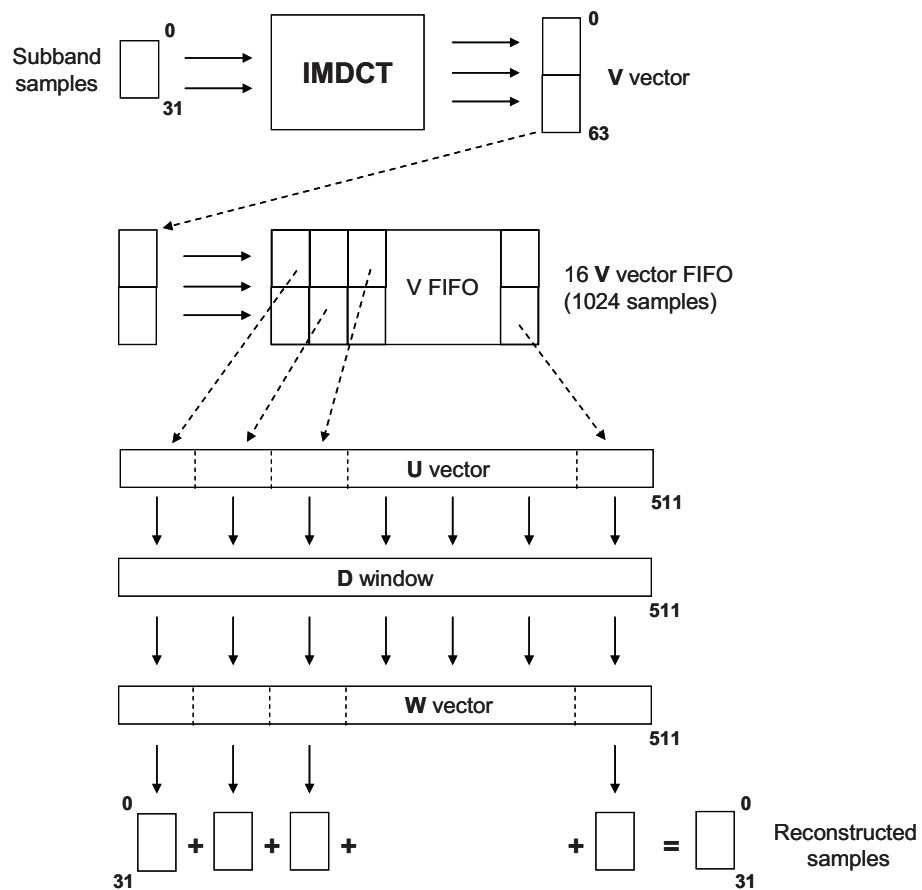 0
Subband
samples
31
IMDCT
0
V vector
63
V FIFO
16 V vector FIFO
(1024 samples)
U vector
511
D window
511
W vector
511
0
31
+ + + + =
0
31
Reconstructed
samples